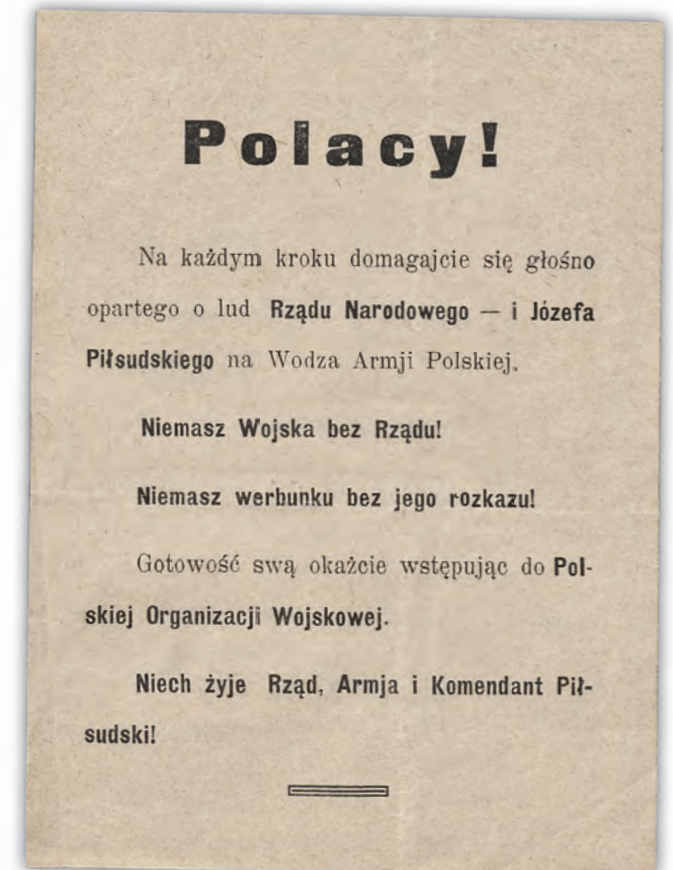 Polacy!
Na każdym kroku domagajcie się głośno
opartego o lud Rządu Narodowego — i Józefa
Piłsudskiego na Wodza Armji Polskiej.
Niemasz Wojska bez Rządu!
Niemasz werbunku bez jego rozkazu!
Gotowość swą okażcie wstępując do Pol-
skiej Organizacji Wojskowej.
Niech żyje Rząd, Armja i Komendant Pił-
sudski!